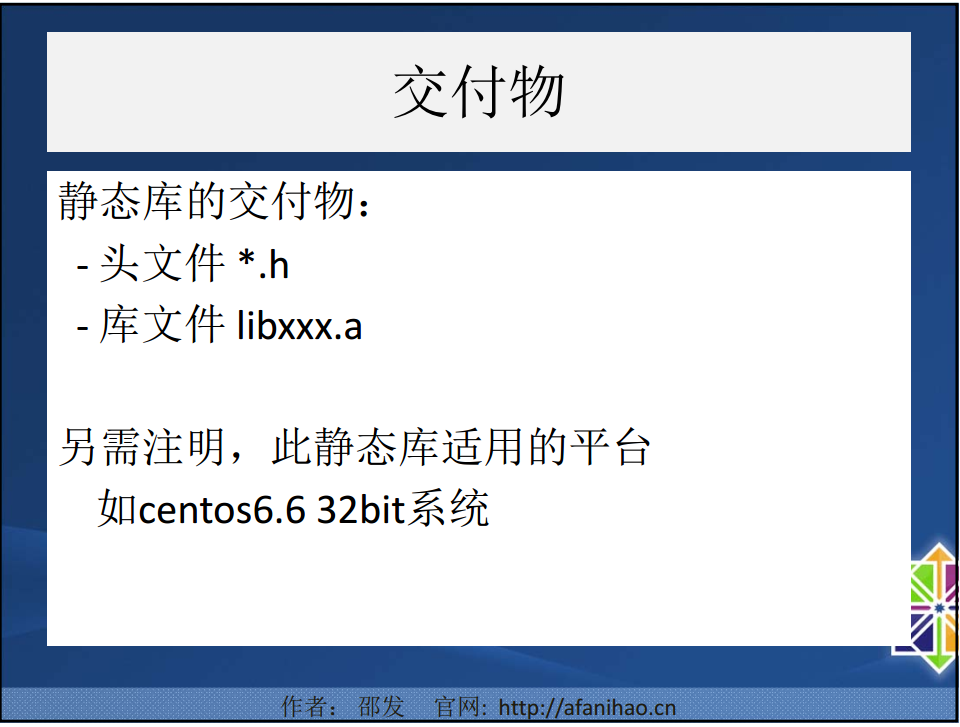 交付物
静态库的交付物：
- 头文件 *.h
- 库文件 libxxx.a
另需注明，此静态库适用的平台
如centos6.6 32bit系统
作者： 邵发 官网: http://afanihao.cn